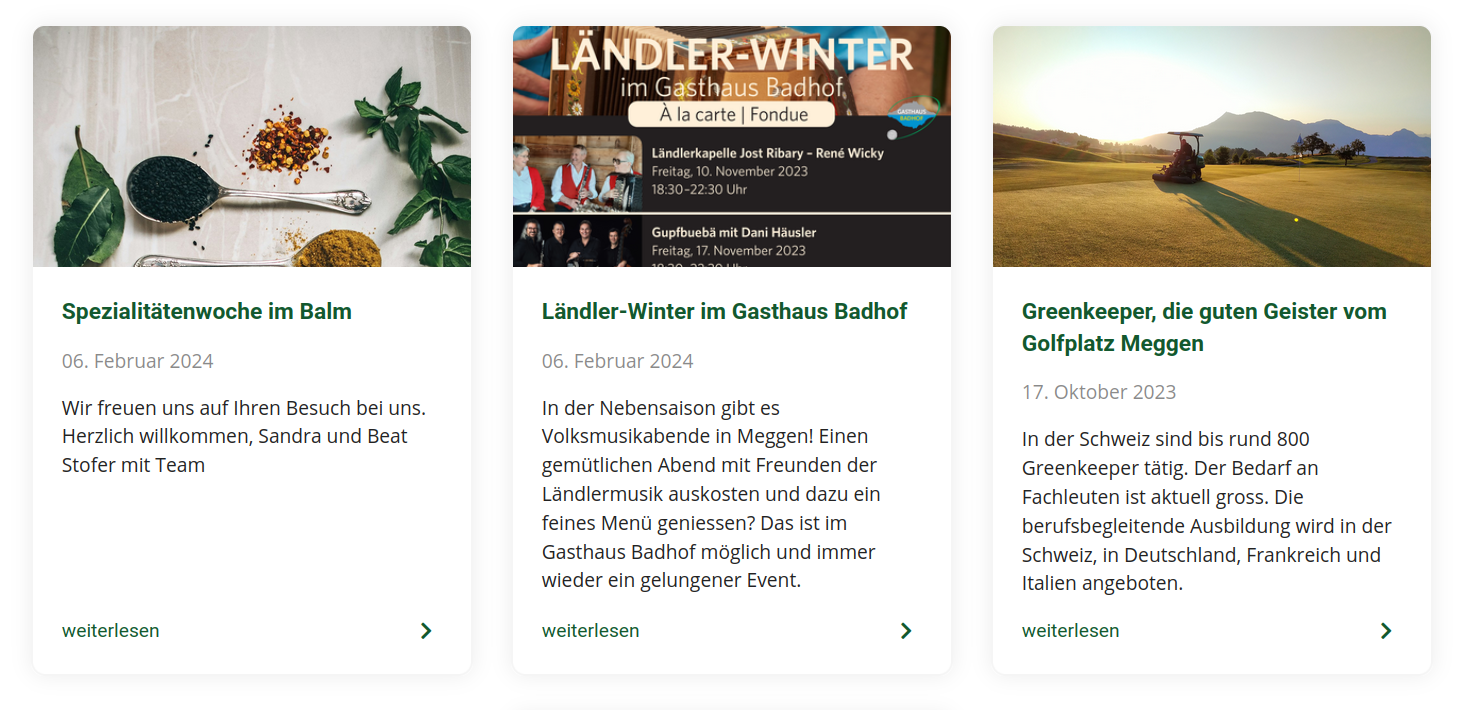 Spezialitätenwoche im Balm
06. Februar 2024
Wir freuen uns auf Ihren Besuch bei uns.
Herzlich willkommen, Sandra und Beat
Stofer mit Team
weiterlesen
LÄNDLER-WINTER
im Gasthaus Badhof
À la carte | Fondue
GASTHAUS
BADHOF
Ländlerkapelle Jost Ribary – René Wicky
Freitag, 10. November 2023
18:30–22:30 Uhr
Gupfbuebä mit Dani Häusler
Freitag, 17. November 2023
Ländler-Winter im Gasthaus Badhof
06. Februar 2024
In der Nebensaison gibt es
Volksmusikabende in Meggen! Einen
gemütlichen Abend mit Freunden der
Ländlermusik auskosten und dazu ein
feines Menü geniessen? Das ist im
Gasthaus Badhof möglich und immer
wieder ein gelungener Event.
weiterlesen
Greenkeeper, die guten Geister vom
Golfplatz Meggen
17. Oktober 2023
In der Schweiz sind bis rund 800
Greenkeeper tätig. Der Bedarf an
Fachleuten ist aktuell gross. Die
berufsbegleitende Ausbildung wird in der
Schweiz, in Deutschland, Frankreich und
Italien angeboten.
weiterlesen